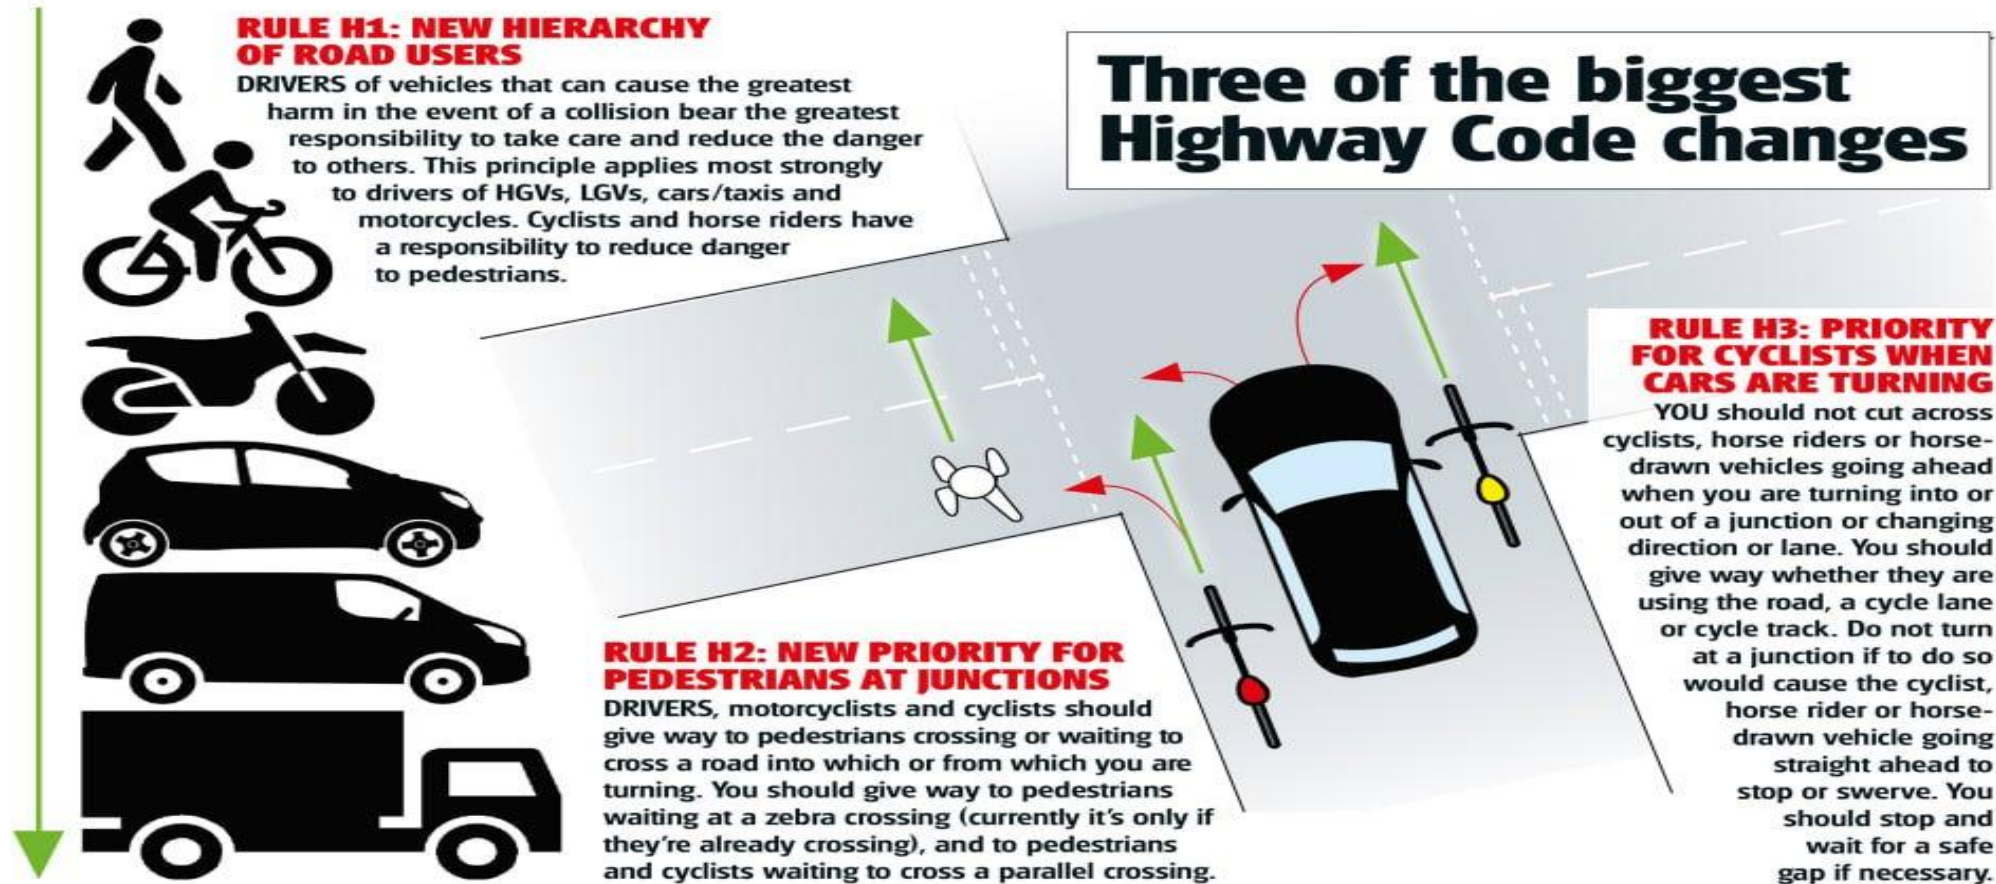 RULE H1: NEW HIERARCHY
OF ROAD USERS
DRIVERS of vehicles that can cause the greatest
harm in the event of a collision bear the greatest
responsibility to take care and reduce the danger
to others. This principle applies most strongly
to drivers of HGVs, LGVs, cars/taxis and
motorcycles. Cyclists and horse riders have
a responsibility to reduce danger
to pedestrians.
Three of the biggest
Highway Code changes
RULE H2: NEW PRIORITY FOR
PEDESTRIANS AT JUNCTIONS
DRIVERS, motorcyclists and cyclists should
give way to pedestrians crossing or waiting to
cross a road into which or from which you are
turning. You should give way to pedestrians
waiting at a zebra crossing (currently it's only if
they're already crossing), and to pedestrians
and cyclists waiting to cross a parallel crossing.
RULE H3: PRIORITY
FOR CYCLISTS WHEN
CARS ARE TURNING
YOU should not cut across
cyclists, horse riders or horse-
drawn vehicles going ahead
when you are turning into or
out of a junction or changing
direction or lane. You should
give way whether they are
using the road, a cycle lane
or cycle track. Do not turn
at a junction if to do so
would cause the cyclist,
horse rider or horse-
drawn vehicle going
straight ahead to
stop or swerve. You
should stop and
wait for a safe
gap if necessary.